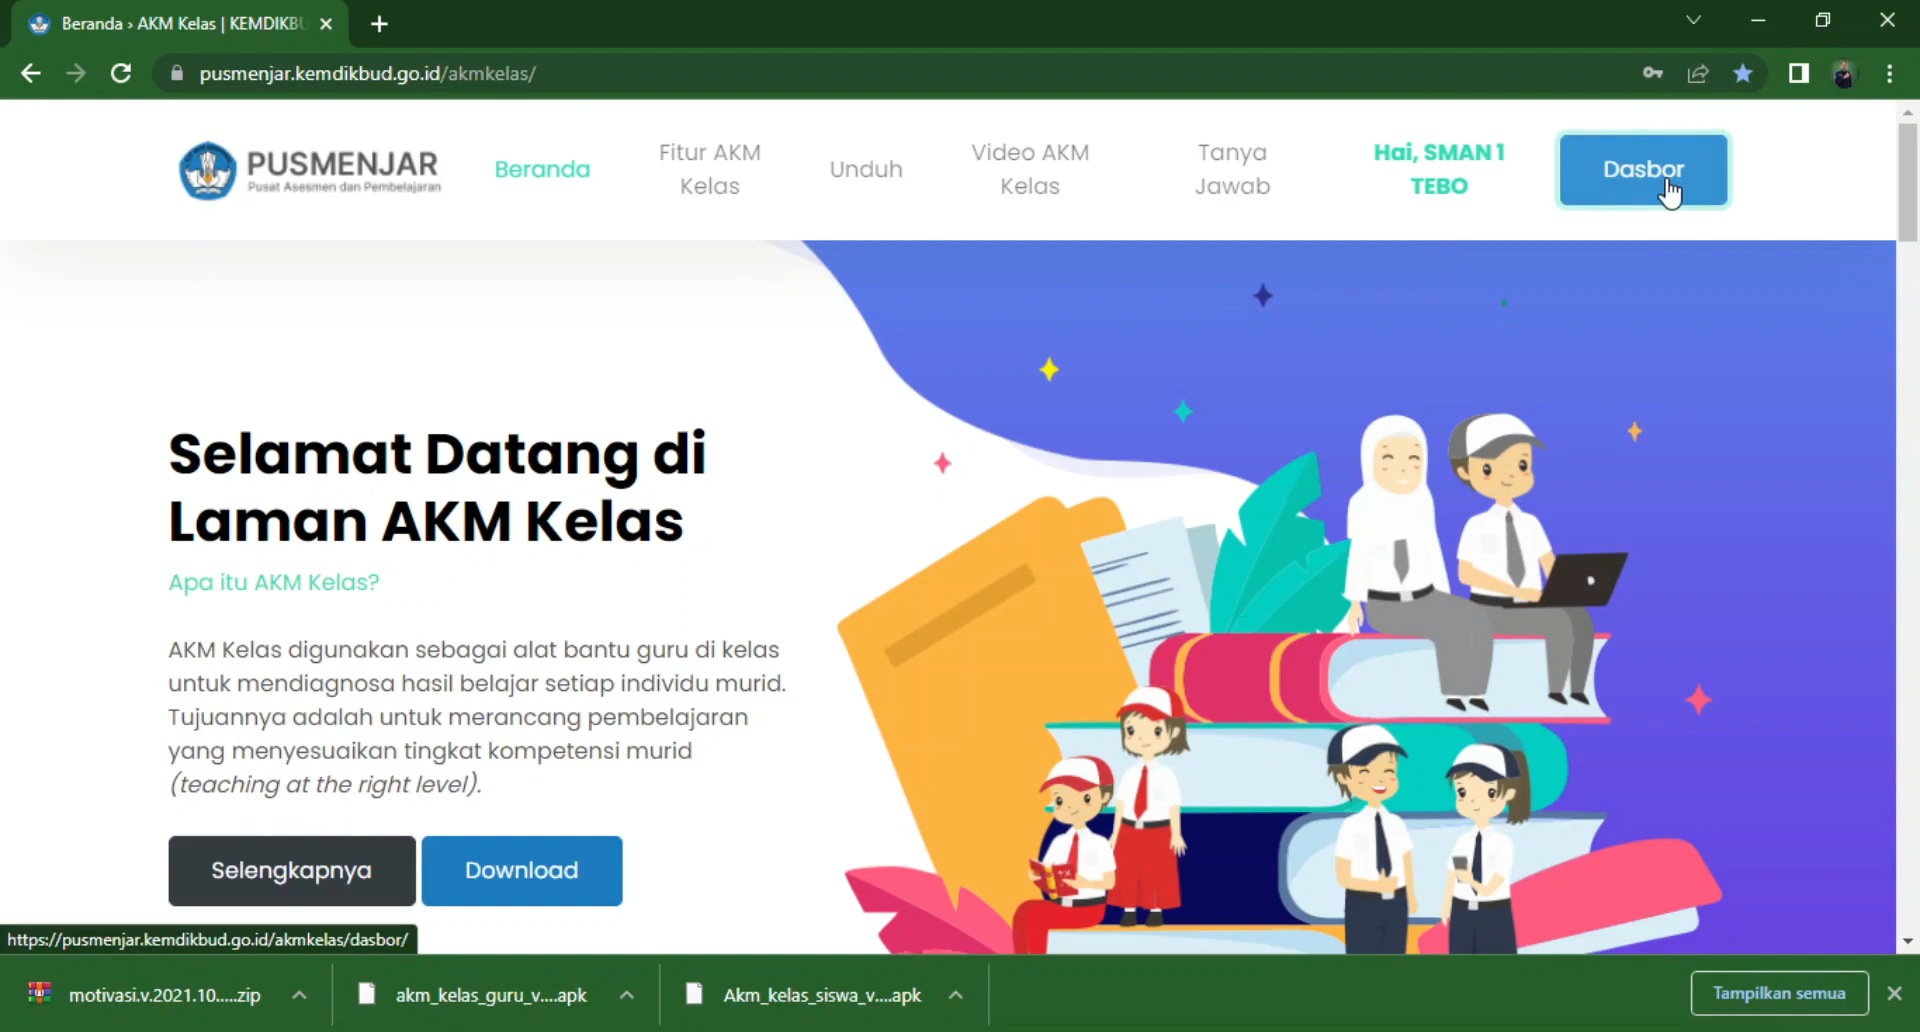 Beranda › AKM Kelas | KEMDIKBU
pusmenjar.kemdikbud.go.id/akmkelas/
PUSMENJAR
Pusat Asesmen dan Pembelajaran
Beranda
Fitur AKM
Kelas
Unduh
Video AKM
Kelas
Tanya
Jawab
Hai, SMAN 1
TEBO
Dasbor
Selamat Datang di
Laman AKM Kelas
Apa itu AKM Kelas?
AKM Kelas digunakan sebagai alat bantu guru di kelas
untuk mendiagnosa hasil belajar setiap individu murid.
Tujuannya adalah untuk merancang pembelajaran
yang menyesuaikan tingkat kompetensi murid
(teaching at the right level).
Selengkapnya
Download
https://pusmenjar.kemdikbud.go.id/akmkelas/dasbor/
motivasi.v.2021.10.....zip
akm_kelas_guru_v....apk
Akm_kelas_siswa_v....apk
Tampilkan semua